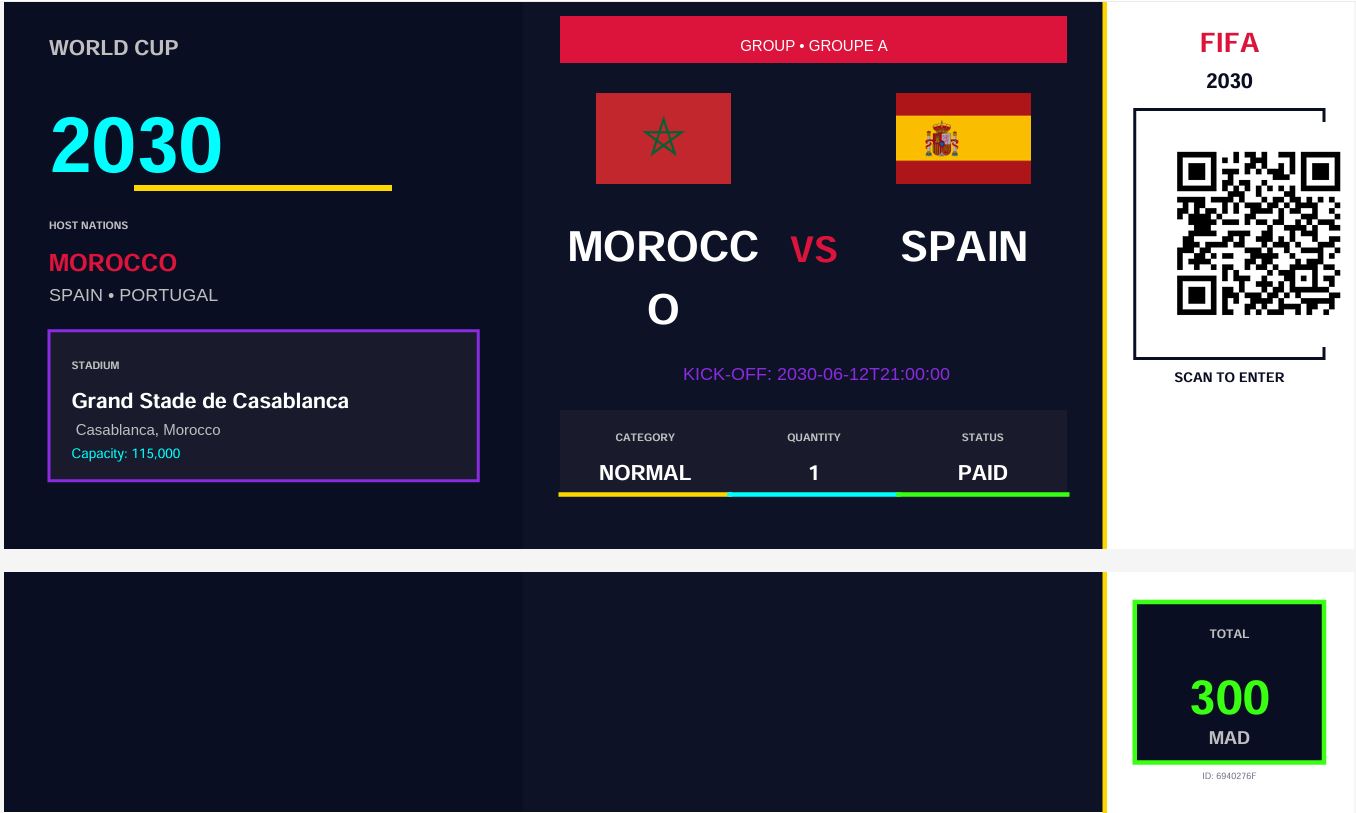 WORLD CUP
2030
HOST NATIONS
MOROCCO
SPAIN • PORTUGAL
STADIUM
Grand Stade de Casablanca
Casablanca, Morocco
Capacity: 115,000
GROUP • GROUPE A
MOROCC VS SPAIN
O
KICK-OFF: 2030-06-12T21:00:00
CATEGORY QUANTITY STATUS
NORMAL 1 PAID
FIFA
2030
SCAN TO ENTER
TOTAL
300
MAD
ID: 6940276F